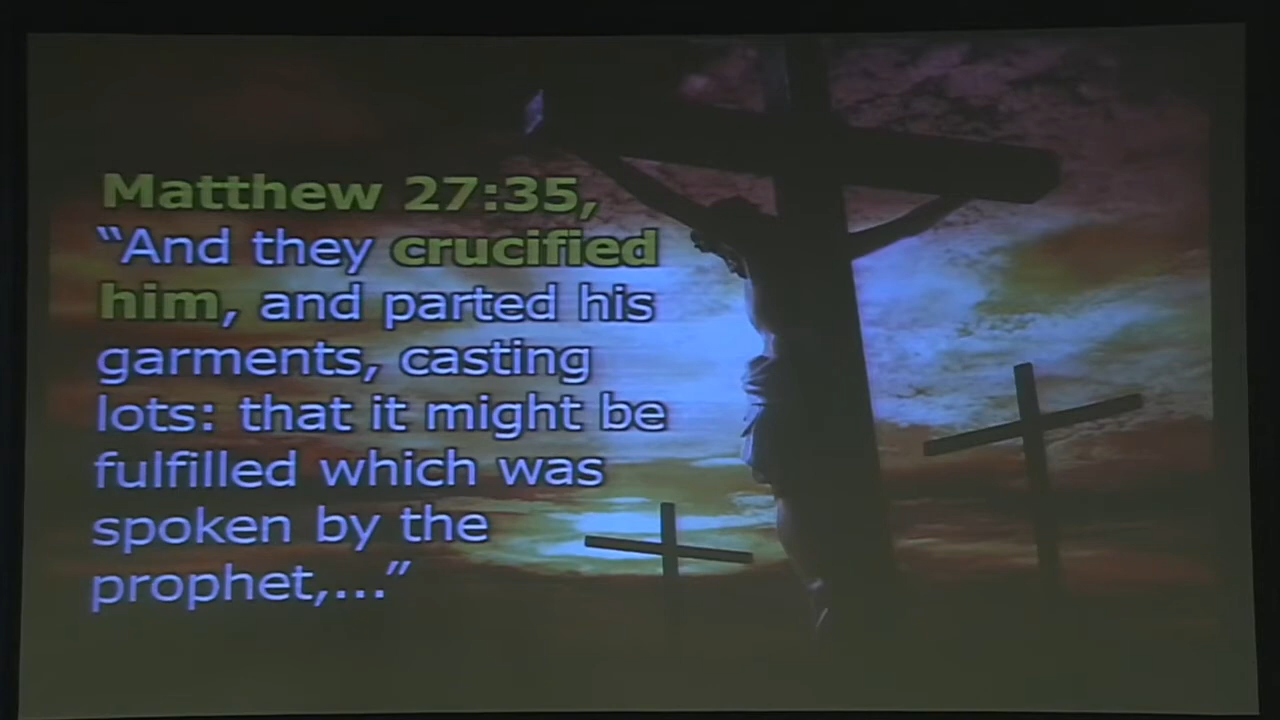 Matthew 27:35,
“And they crucified
him, and parted his
garments, casting
lots: that it might be
fulfilled which was
spoken by the
prophet,...”